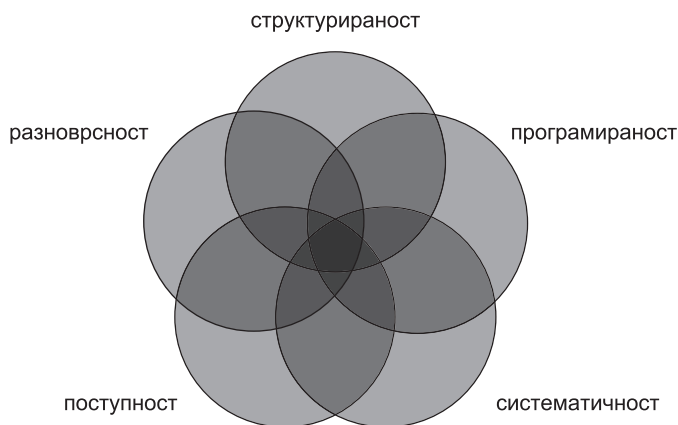 структурираност
разноврсност
програмираност
поступност
систематичност